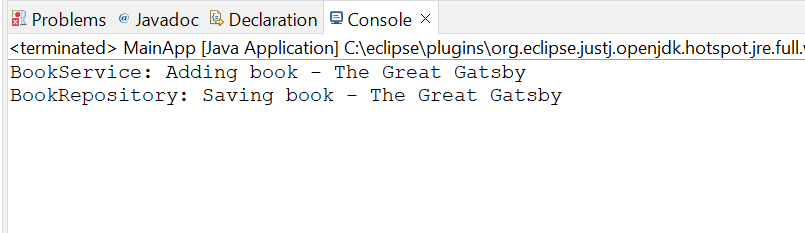 Problems @ Javadoc Declaration Console
<terminated> MainApp [Java Application] C:\eclipse\plugins\org.eclipse.justj.openjdk.hotspot.jre.full.
BookService: Adding book - The Great Gatsby
BookRepository: Saving book - The Great Gatsby